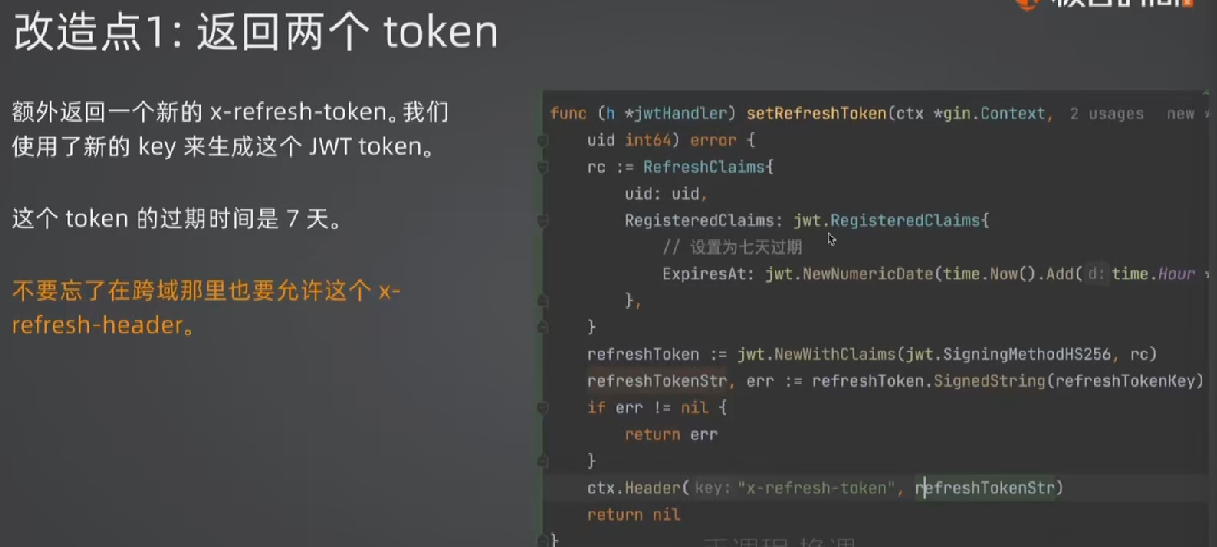 改造点1：返回两个 token
额外返回一个新的 x-refresh-token。我们
使用了新的 key 来生成这个 JWT token。
这个 token 的过期时间是 7 天。
不要忘了在跨域那里也要允许这个 x-
refresh-header。
func (h *jwtHandler) setRefreshToken(ctx *gin.Context, 2 usages new *
uid int64) error {
rc := RefreshClaims{
uid: uid,
RegisteredClaims: jwt.RegisteredClaims{
// 设置为七天过期
ExpiresAt: jwt.NewNumericDate(time.Now().Add( d: time.Hour *
},
}
refreshToken := jwt.NewWithClaims(jwt.SigningMethodHS256, rc)
refreshTokenStr, err := refreshToken.SignedString(refreshTokenKey)
if err != nil {
return err
}
ctx.Header( key: "x-refresh-token", refreshTokenStr)
return nil
}